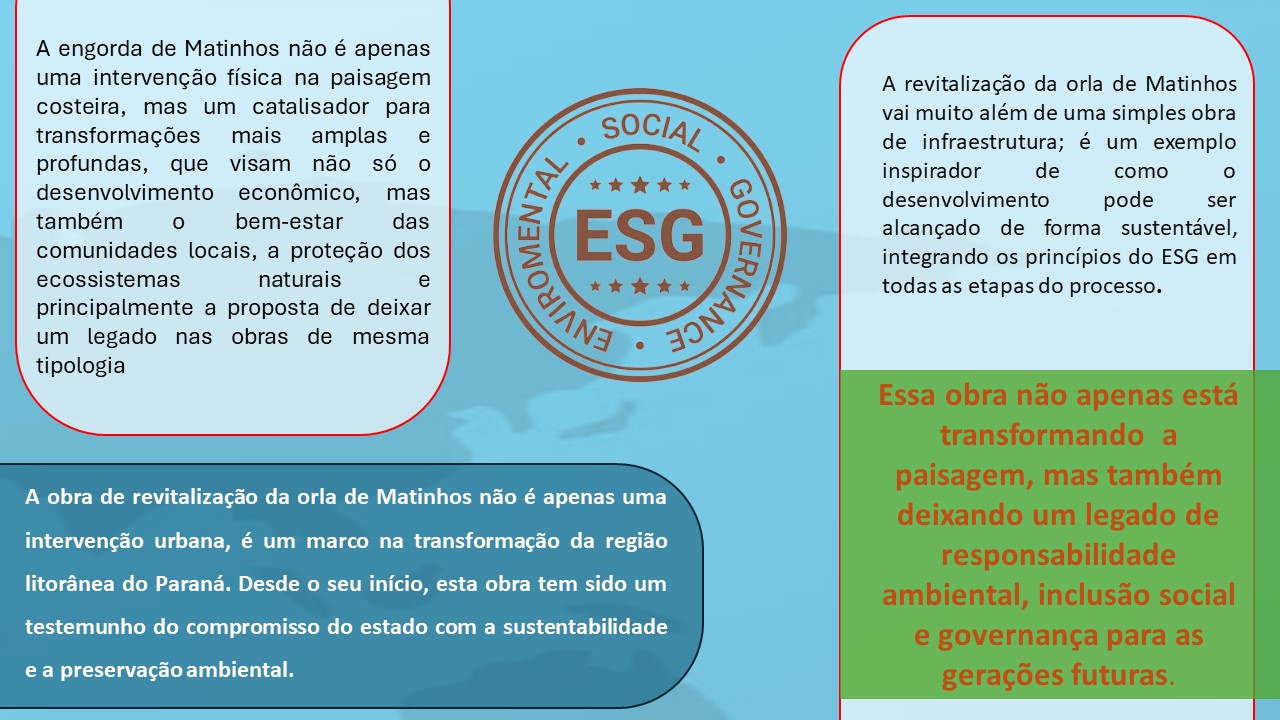 A engorda de Matinhos não é apenas
uma intervenção física na paisagem
costeira, mas um catalisador para
transformações mais amplas e
profundas, que visam não só o
desenvolvimento econômico, mas
também o bem-estar das
comunidades locais, a proteção dos
ecossistemas naturais e
principalmente a proposta de deixar
um legado nas obras de mesma
tipologia
ENVIROMENTAL • SOCIAL • GOVERNANCE •
ESG
A obra de revitalização da orla de Matinhos não é apenas uma
intervenção urbana, é um marco na transformação da região
litorânea do Paraná. Desde o seu início, esta obra tem sido um
testemunho do compromisso do estado com a sustentabilidade
e a preservação ambiental.
A revitalização da orla de Matinhos
vai muito além de uma simples obra
de infraestrutura; é um exemplo
inspirador de como o
desenvolvimento pode ser
alcançado de forma sustentável,
integrando os princípios do ESG em
todas as etapas do processo.
Essa obra não apenas está
transformando a
paisagem, mas também
deixando um legado de
responsabilidade
ambiental, inclusão social
e governança para as
gerações futuras.